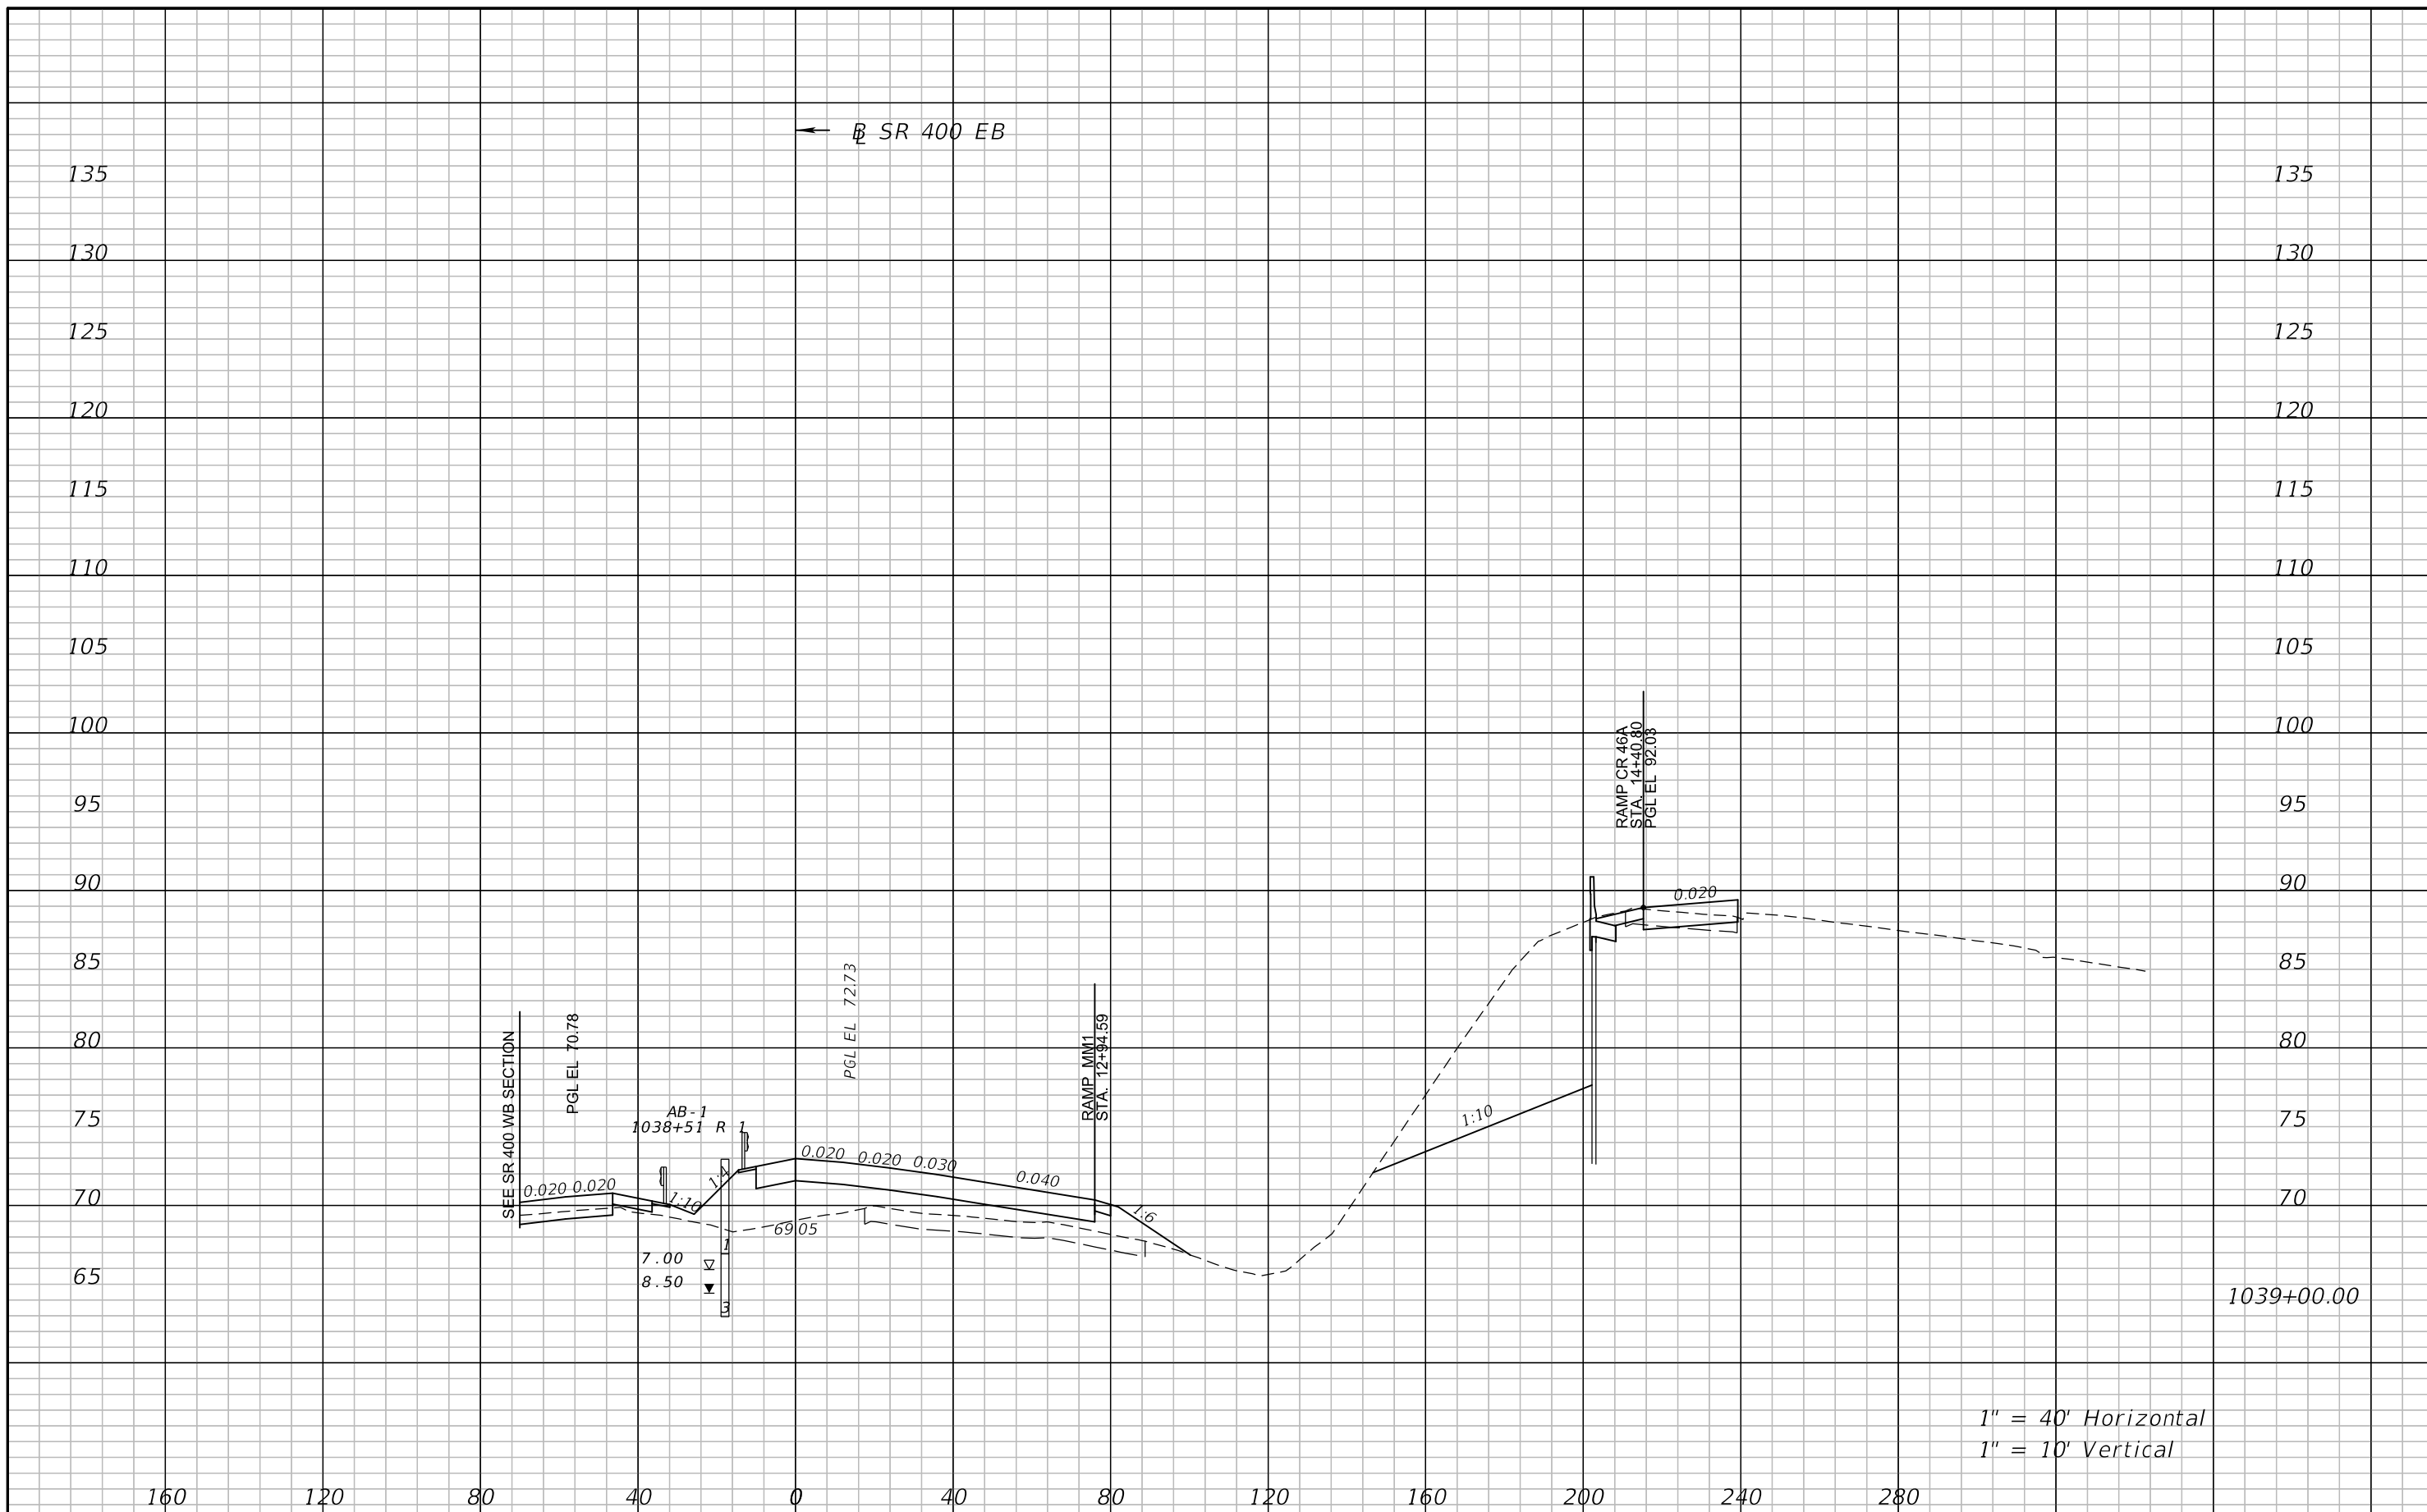 BL SR 400 EB
135 135
130 130
125 125
120 120
115 115
110 110
105 105
100 100
RAMP CR 46A
STA. 14+40.80
PGL EL 92.03
95 95
90 90
0.020
85 85
SEE SR 400 WB SECTION
PGL EL 70.78
PGL EL 72.73
RAMP MM1
STA. 12+94.59
80 80
75 75
AB-1
1038+51 R 1
1:10
0.020 0.020 0.030
0.040
0.020 0.020
1:10
1:6
70 70
69.05
1
7.00
8.50
3
65
1039+00.00
1" = 40' Horizontal
1" = 10' Vertical
160 120 80 40 0 40 80 120 160 200 240 280